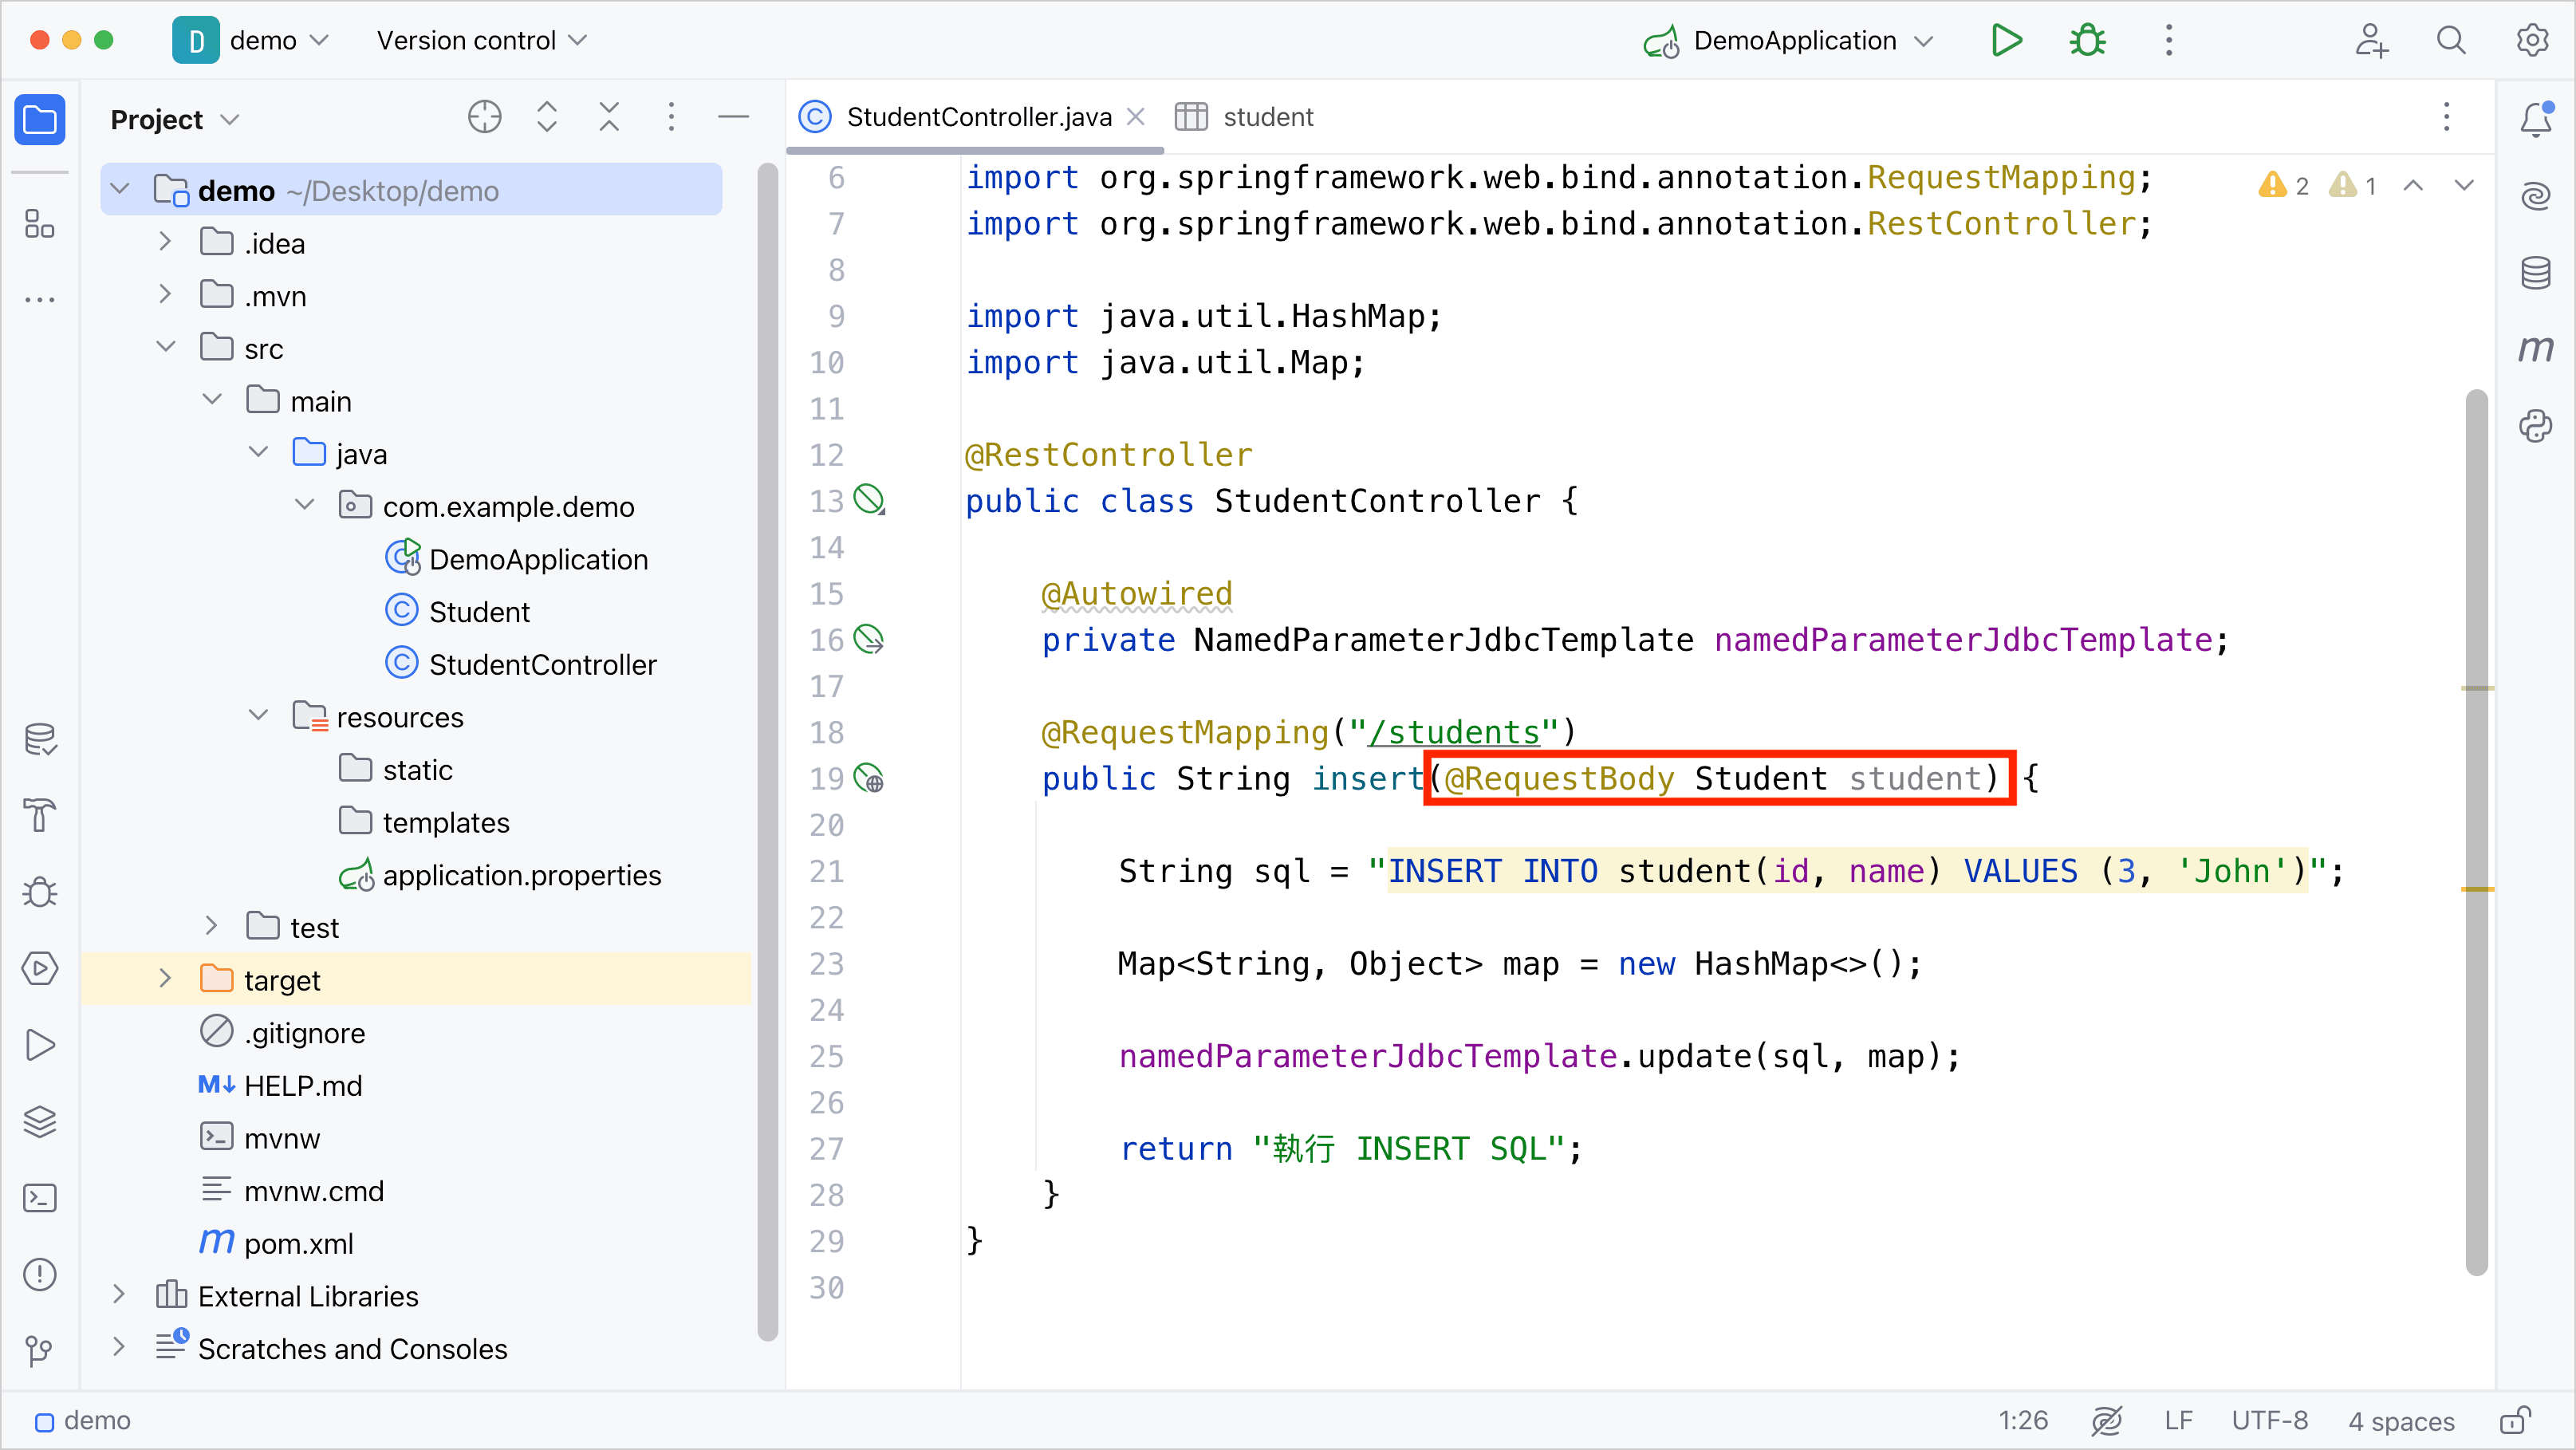 D demo Version control DemoApplication
Project
demo ~/Desktop/demo
.idea
.mvn
src
main
java
com.example.demo
DemoApplication
Student
StudentController
resources
static
templates
application.properties
test
target
.gitignore
M↓ HELP.md
mvnw
mvnw.cmd
m pom.xml
External Libraries
Scratches and Consoles
StudentController.java student
2 1
6 import org.springframework.web.bind.annotation.RequestMapping;
7 import org.springframework.web.bind.annotation.RestController;
8
9 import java.util.HashMap;
10 import java.util.Map;
11
12 @RestController
13 public class StudentController {
14
15 @Autowired
16 private NamedParameterJdbcTemplate namedParameterJdbcTemplate;
17
18 @RequestMapping("/students")
19 public String insert(@RequestBody Student student) {
20
21 String sql = "INSERT INTO student(id, name) VALUES (3, 'John')";
22
23 Map<String, Object> map = new HashMap<>();
24
25 namedParameterJdbcTemplate.update(sql, map);
26
27 return "執行 INSERT SQL";
28 }
29 }
30
m
demo 1:26 LF UTF-8 4 spaces